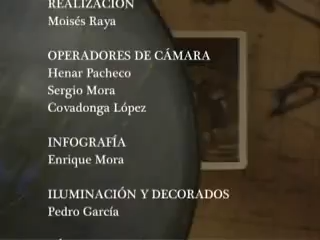 REALIZACIÓN
Moisés Raya
OPERADORES DE CÁMARA
Henar Pacheco
Sergio Mora
Covadonga López
INFOGRAFÍA
Enrique Mora
ILUMINACIÓN Y DECORADOS
Pedro García